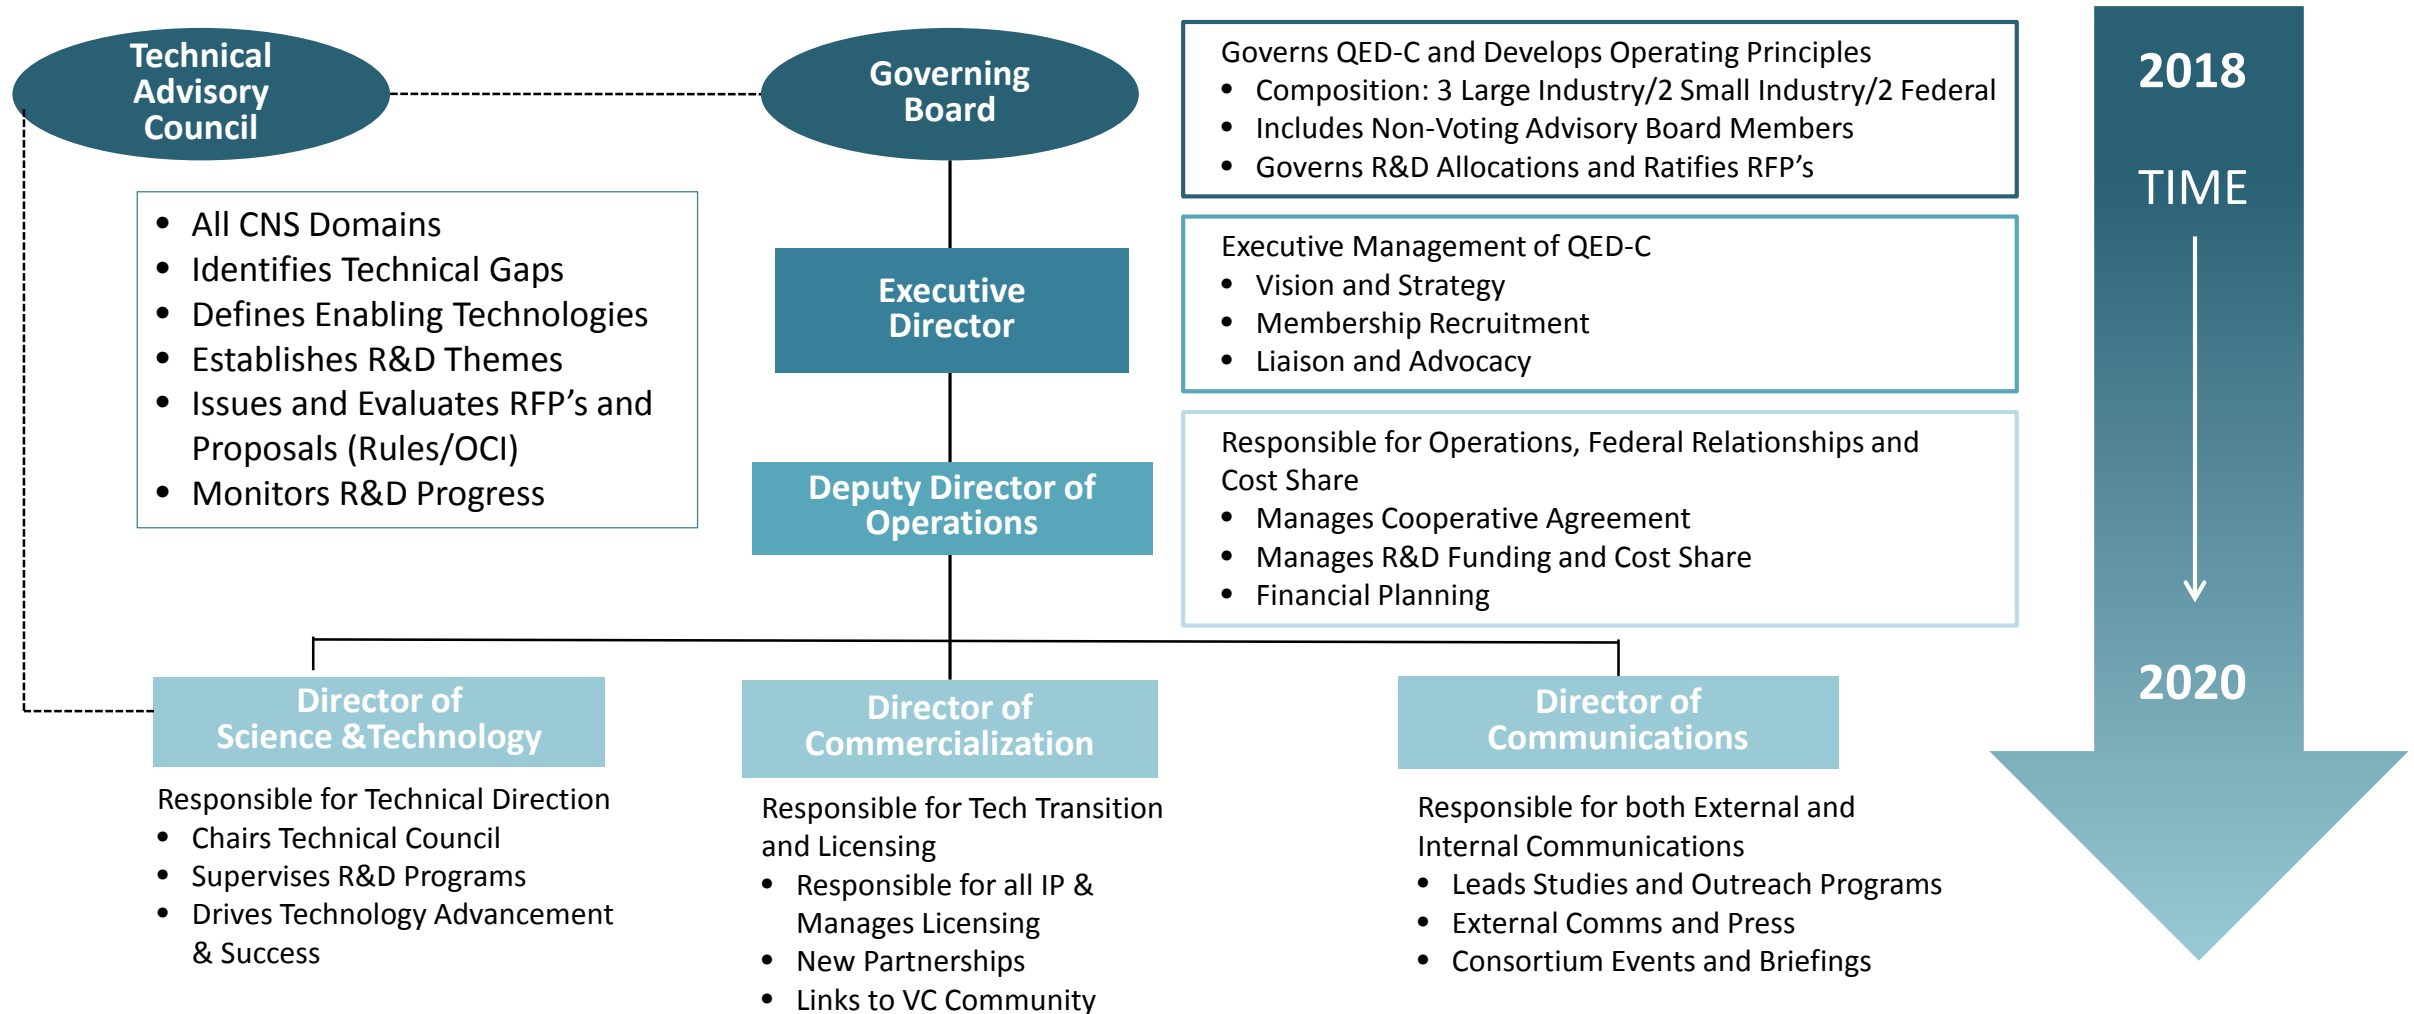 Technical
Advisory
Council
Governing
Board
Governs QED-C and Develops Operating Principles
• Composition: 3 Large Industry/2 Small Industry/2 Federal
• Includes Non-Voting Advisory Board Members
• Governs R&D Allocations and Ratifies RFP's
2018
TIME
2020
• All CNS Domains
• Identifies Technical Gaps
• Defines Enabling Technologies
• Establishes R&D Themes
• Issues and Evaluates RFP's and
Proposals (Rules/OCI)
• Monitors R&D Progress
Executive
Director
Executive Management of QED-C
• Vision and Strategy
• Membership Recruitment
• Liaison and Advocacy
Deputy Director of
Operations
Responsible for Operations, Federal Relationships and
Cost Share
• Manages Cooperative Agreement
• Manages R&D Funding and Cost Share
• Financial Planning
Director of
Science &Technology
Responsible for Technical Direction
• Chairs Technical Council
• Supervises R&D Programs
• Drives Technology Advancement
& Success
Director of
Commercialization
Responsible for Tech Transition
and Licensing
• Responsible for all IP &
Manages Licensing
• New Partnerships
• Links to VC Community
Director of
Communications
Responsible for both External and
Internal Communications
• Leads Studies and Outreach Programs
• External Comms and Press
• Consortium Events and Briefings